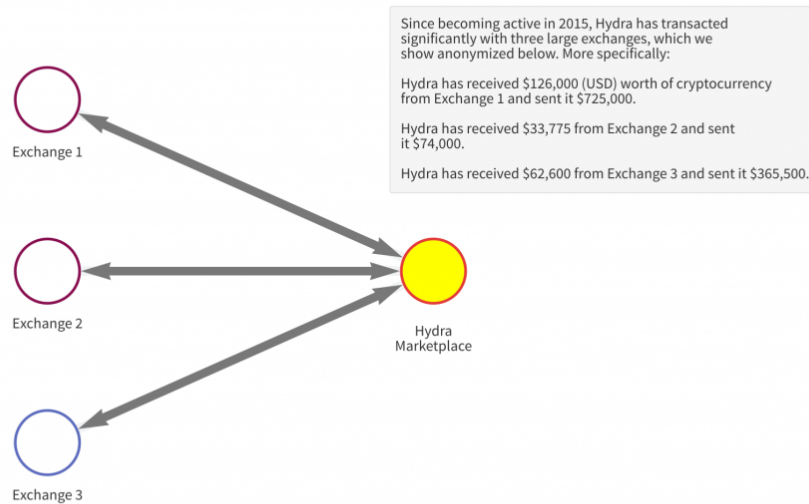 Since becoming active in 2015, Hydra has transacted
significantly with three large exchanges, which we
show anonymized below. More specifically:
Hydra has received $126,000 (USD) worth of cryptocurrency
from Exchange 1 and sent it $725,000.
Hydra has received $33,775 from Exchange 2 and sent
it $74,000.
Hydra has received $62,600 from Exchange 3 and sent it $365,500.
Exchange 1
Exchange 2
Hydra
Marketplace
Exchange 3